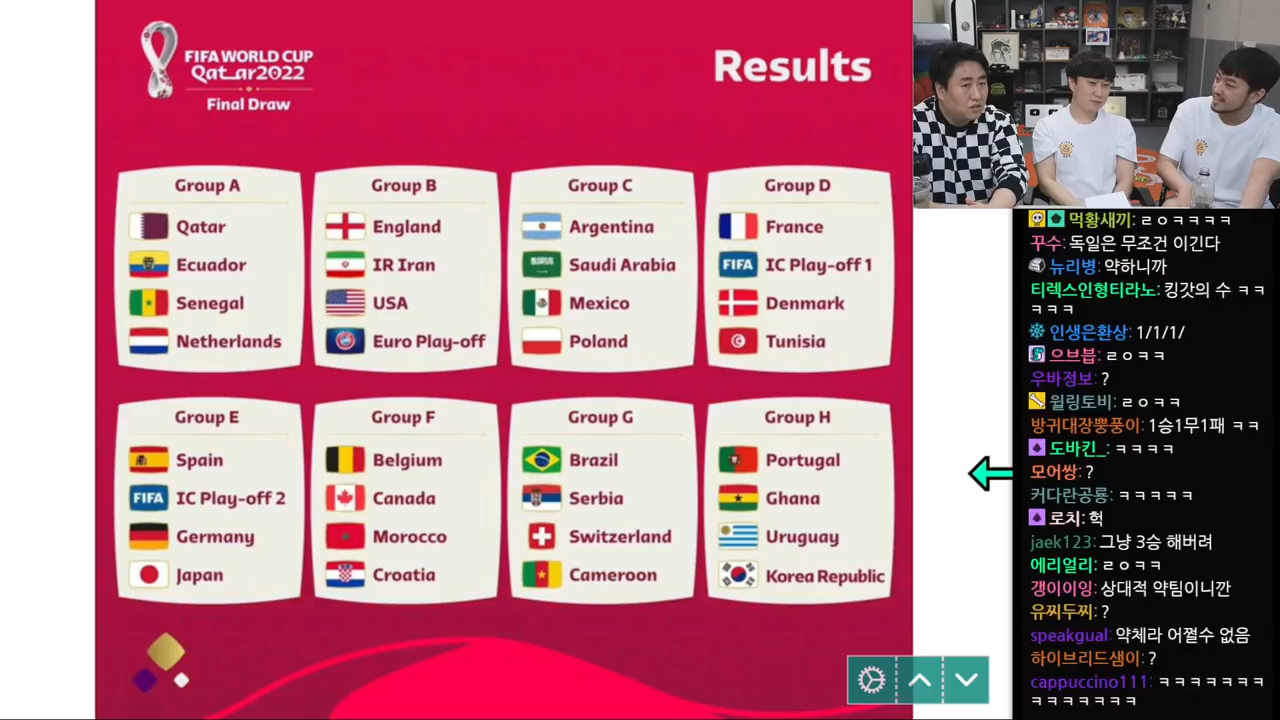 FIFA WORLD CUP
Qatar2022
Final Draw
Results
Group A
Qatar
Ecuador
Senegal
Netherlands
Group B
England
IR Iran
USA
Euro Play-off
Group C
Argentina
Saudi Arabia
Mexico
Poland
Group D
France
FIFA IC Play-off 1
Denmark
Tunisia
Group E
Spain
FIFA IC Play-off 2
Germany
Japan
Group F
Belgium
Canada
Morocco
Croatia
Group G
Brazil
Serbia
Switzerland
Cameroon
Group H
Portugal
Ghana
Uruguay
Korea Republic
먹황새끼: ㄹㅇㅋㅋㅋㅋ
꾸수: 독일은 무조건 이긴다
뉴리병: 약하니까
티렉스인형티라노: 킹갓의 수 ㅋㅋ
ㅋㅋㅋ
인생은환상: 1/1/1/
으브븝: ㄹㅇㅋㅋ
우바정보: ?
윌링토비: ㄹㅇㅋㅋ
방귀대장뿡풍이: 1승1무1패 ㅋㅋ
도바킨_: ㅋㅋㅋㅋ
모어쌍: ?
커다란공룡: ㅋㅋㅋㅋㅋ
로치: 헉
jaek123: 그냥 3승 해버려
에리얼리: ㄹㅇㅋㅋ
갱이이잉: 상대적 약팀이니깐
유찌두찌: ?
speakgual: 약체라 어쩔수 없음
하이브리드샘이: ?
cappuccino111: ㅋㅋㅋㅋㅋㅋㅋ
ㅋㅋㅋㅋㅋㅋㅋ